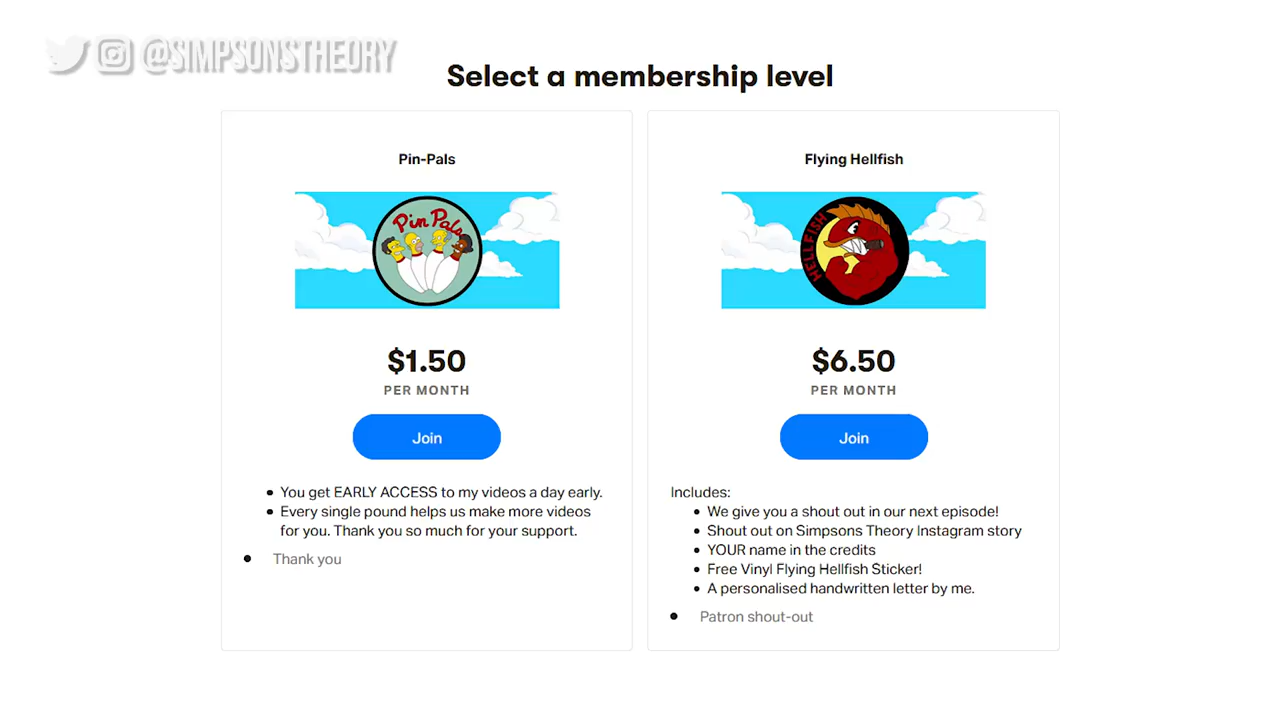 @SIMPSONSTHEORY
Select a membership level
Pin-Pals
Pin Pals
$1.50
PER MONTH
Join
You get EARLY ACCESS to my videos a day early.
Every single pound helps us make more videos
for you. Thank you so much for your support.
Thank you
Flying Hellfish
HELLFISH
$6.50
PER MONTH
Join
Includes:
We give you a shout out in our next episode!
Shout out on Simpsons Theory Instagram story
YOUR name in the credits
Free Vinyl Flying Hellfish Sticker!
A personalised handwritten letter by me.
Patron shout-out